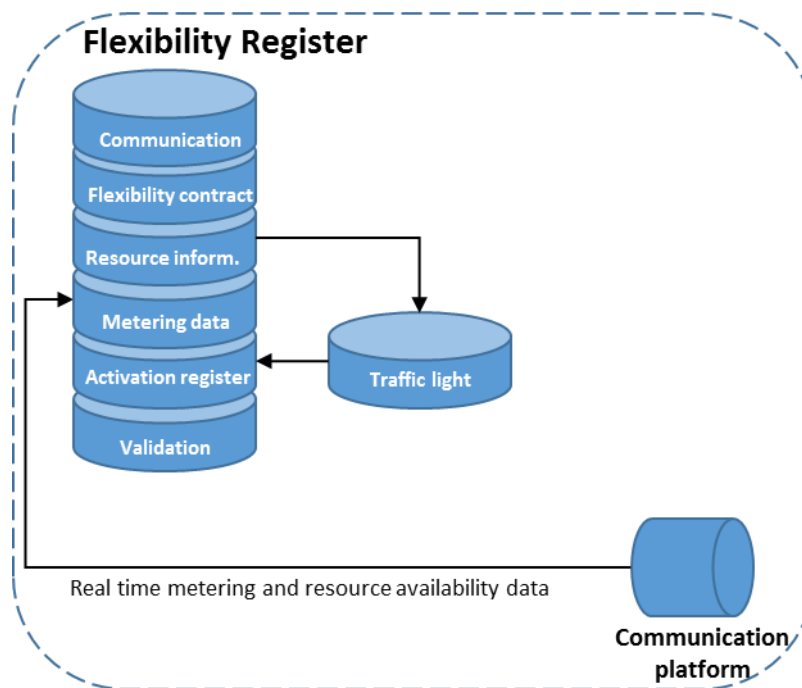 Flexibility Register
Communication
Flexibility contract
Resource inform.
Metering data
Activation register
Validation
Traffic light
Real time metering and resource availability data
Communication
platform